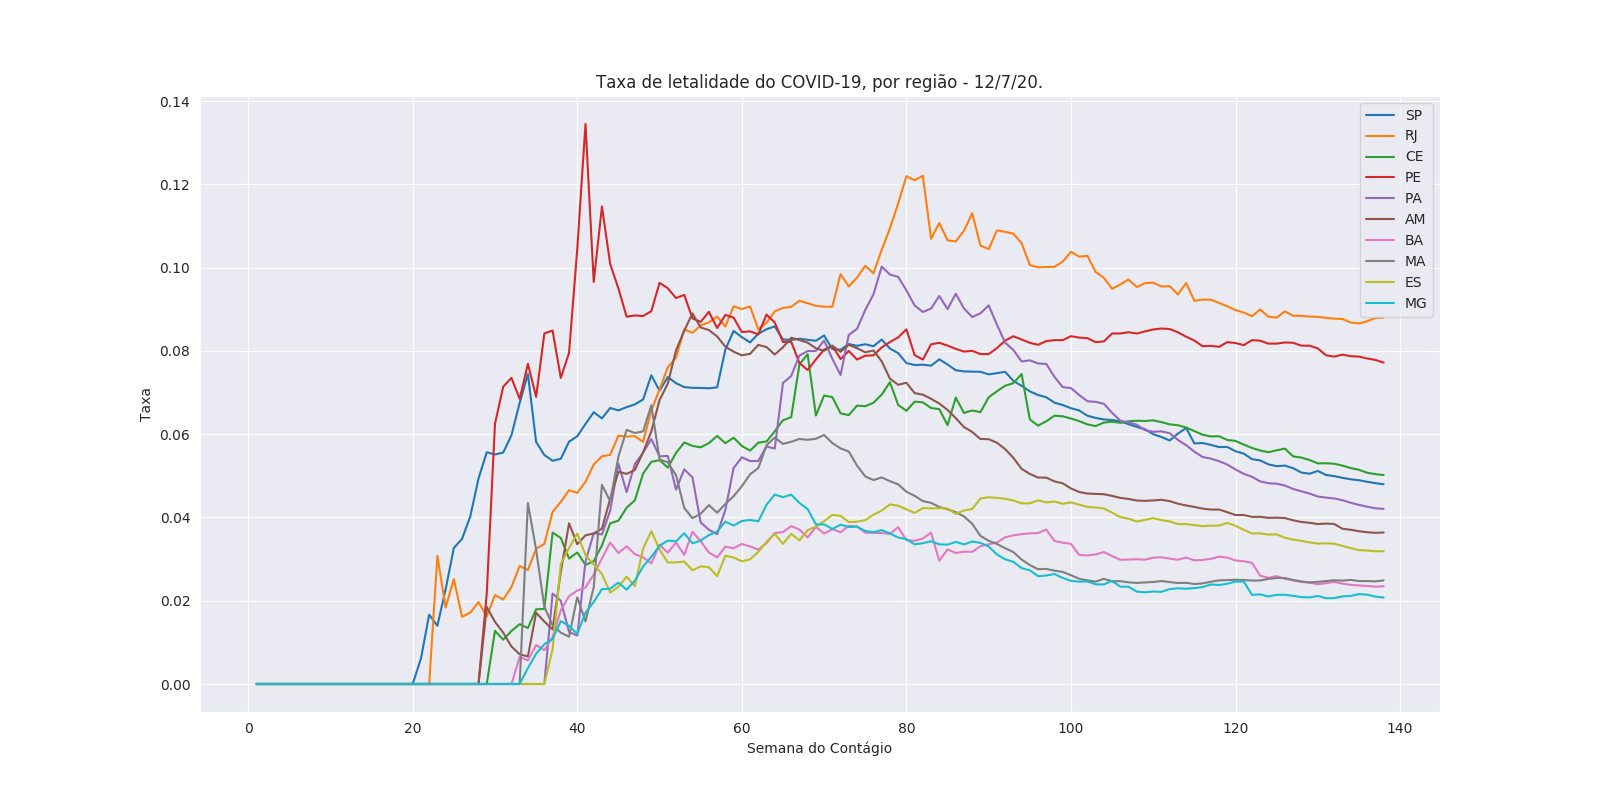 Taxa de letalidade do COVID-19, por região - 12/7/20.
0.14
0.12
0.10
0.08
0.06
0.04
0.02
0.00
Taxa
0 20 40 60 80 100 120 140
Semana do Contágio
SP
RJ
CE
PE
PA
AM
BA
MA
ES
MG